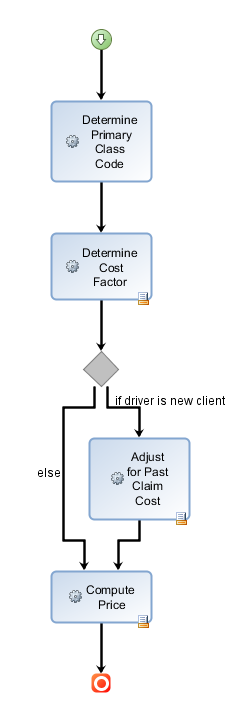 Determine
Primary
Class
Code
Determine
Cost
Factor
if driver is new client
else
Adjust
for Past
Claim
Cost
Compute
Price